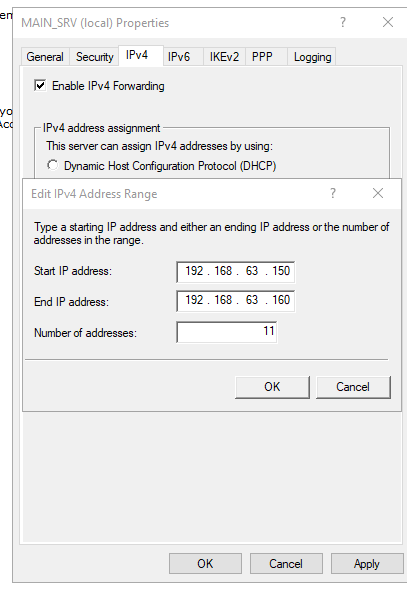 MAIN_SRV (local) Properties ? ×
General Security IPv4 IPv6 IKEv2 PPP Logging
Enable IPv4 Forwarding
IPv4 address assignment
This server can assign IPv4 addresses by using:
Dynamic Host Configuration Protocol (DHCP)
Edit IPv4 Address Range ? ×
Type a starting IP address and either an ending IP address or the number of
addresses in the range.
Start IP address: 192 . 168 . 63 . 150
End IP address: 192 . 168 . 63 . 160
Number of addresses: 11
OK Cancel
OK Cancel Apply